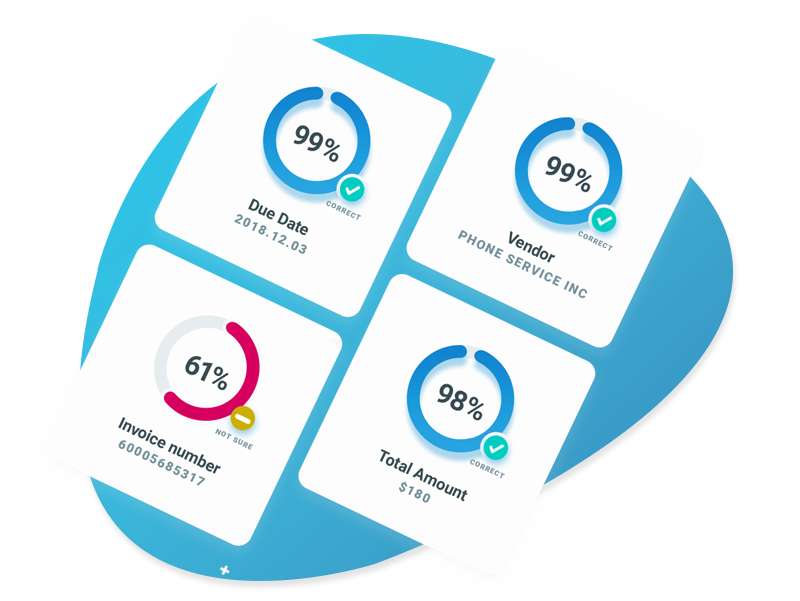 99%
CORRECT
Due Date
2018.12.03
99%
CORRECT
Vendor
PHONE SERVICE INC
61%
NOT SURE
Invoice number
60005685317
98%
CORRECT
Total Amount
$180